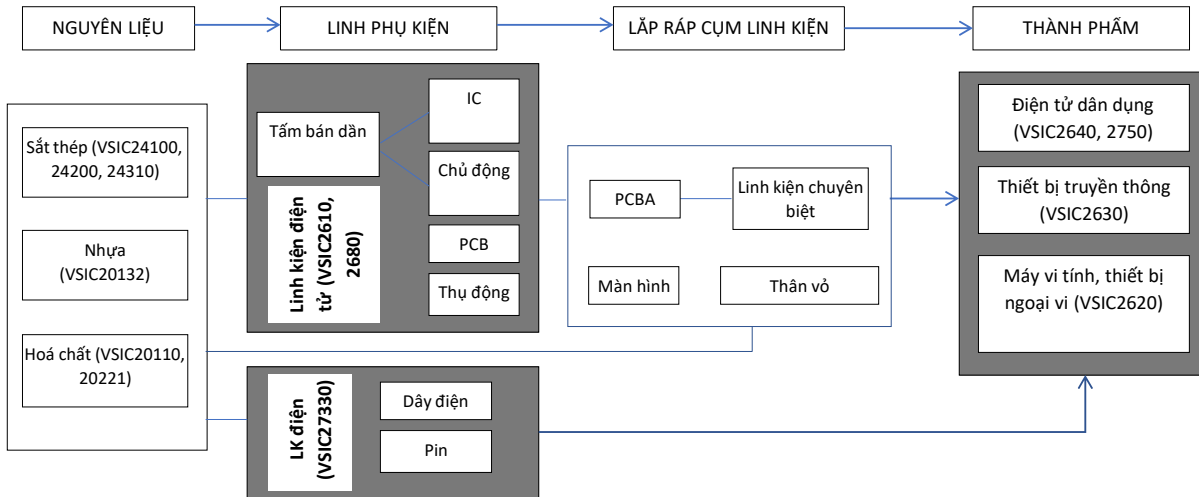 NGUYÊN LIỆU
LINH PHỤ KIỆN
LẮP RÁP CỤM LINH KIỆN
THÀNH PHẨM
Sắt thép (VSIC24100,
24200, 24310)
Nhựa
(VSIC20132)
Hoá chất (VSIC20110,
20221)
Tấm bán dẫn
IC
Chủ động
PCB
Thụ động
Linh kiện điện
tử (VSIC2610,
2680)
LK điện
(VSIC27330)
Dây điện
Pin
PCBA
Linh kiện chuyên
biệt
Màn hình
Thân vỏ
Điện tử dân dụng
(VSIC2640, 2750)
Thiết bị truyền thông
(VSIC2630)
Máy vi tính, thiết bị
ngoại vi (VSIC2620)